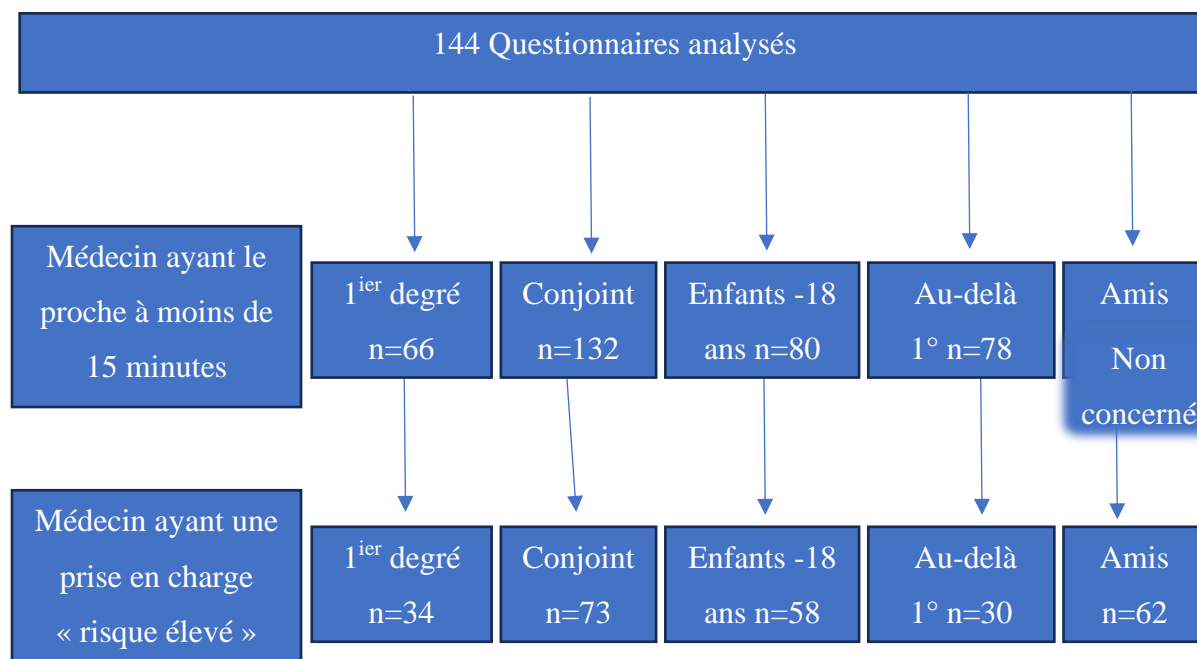 144 Questionnaires analysés
Médecin ayant le
proche à moins de
15 minutes
1ier degré
n=66
Conjoint
n=132
Enfants -18
ans n=80
Au-delà
1° n=78
Amis
Non
concerné
Médecin ayant une
prise en charge
« risque élevé »
1ier degré
n=34
Conjoint
n=73
Enfants -18
ans n=58
Au-delà
1° n=30
Amis
n=62